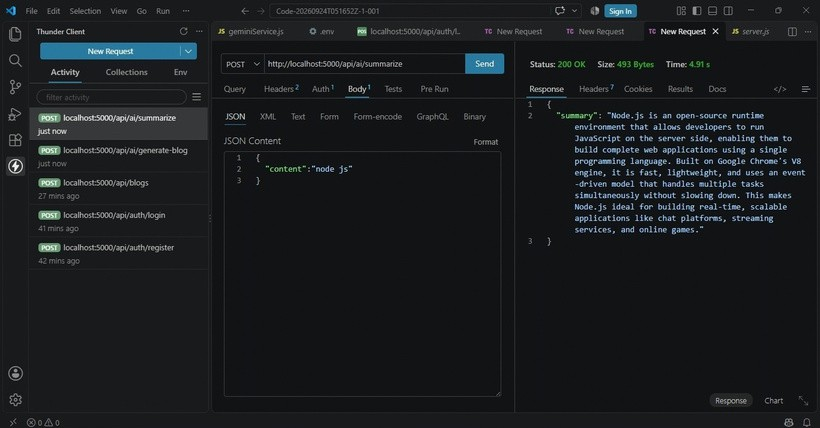 File Edit Selection View Go Run ···
Code-20260924T051652Z-1-001
Sign In
Thunder Client
New Request
Activity Collections Env
filter activity
POST localhost:5000/api/ai/summarize
just now
POST localhost:5000/api/ai/generate-blog
just now
POST localhost:5000/api/blogs
27 mins ago
POST localhost:5000/api/auth/login
41 mins ago
POST localhost:5000/api/auth/register
42 mins ago
JS geminiService.js .env POST localhost:5000/api/auth/l... TC New Request TC New Request TC New Request JS server.js
POST http://localhost:5000/api/ai/summarize Send
Query Headers 2 Auth 1 Body 1 Tests Pre Run
JSON XML Text Form Form-encode GraphQL Binary
JSON Content Format
1 {
2 "content":"node js"
3 }
Status: 200 OK Size: 493 Bytes Time: 4.91 s
Response Headers 7 Cookies Results Docs
1 {
2 "summary": "Node.js is an open-source runtime
environment that allows developers to run
JavaScript on the server side, enabling them to
build complete web applications using a single
programming language. Built on Google Chrome's V8
engine, it is fast, lightweight, and uses an event
-driven model that handles multiple tasks
simultaneously without slowing down. This makes
Node.js ideal for building real-time, scalable
applications like chat platforms, streaming
services, and online games."
3 }
Response Chart
0 0